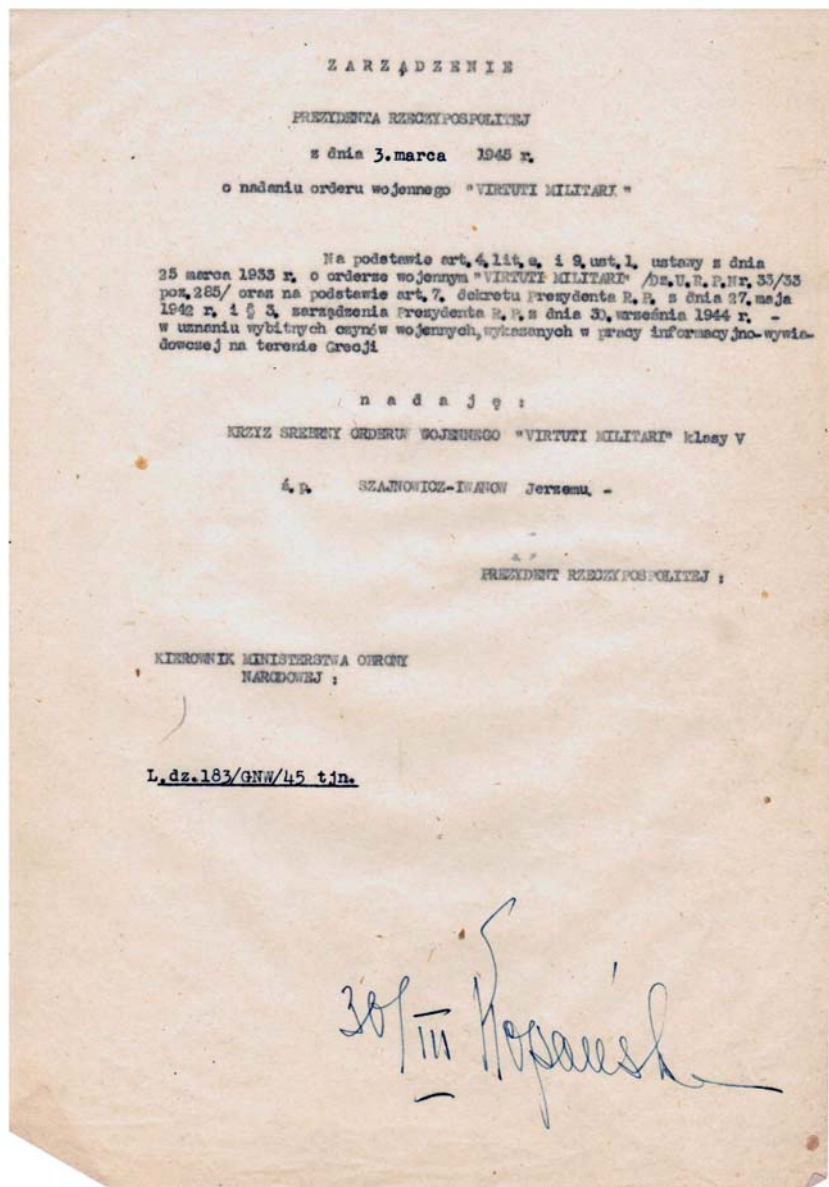 ZARZĄDZENIE
PREZYDENTA RZECZYPOSPOLITEJ
z dnia 3.marca 1945 r.
o nadaniu orderu wojennego "VIRTUTI MILITARI"
Na podstawie art.4,lit.a. i 9,ust.1. ustawy z dnia
25 marca 1933 r. o orderze wojennym "VIRTUTI MILITARI" /Dz.U.R.P.Nr.33/33
poz.285/ oraz na podstawie art.7. dekretu Prezydenta R.P. z dnia 27.maja
1942 r. i § 3. zarządzenia Prezydenta R.P.z dnia 30.września 1944 r. -
w uznaniu wybitnych czynów wojennych,wykazanych w pracy informacyjno-wywia-
dowczej na terenie Grecji
nadaję:
KRZYZ SREBRNY ORDERU WOJENNEGO "VIRTUTI MILITARI" klasy V
ś.p. SZAJNOWICZ-IWANOW Jerzemu. -
PREZYDENT RZECZYPOSPOLITEJ :
KIEROWNIK MINISTERSTWA OBRONY
NARODOWEJ :
L.dz.183/GNW/45 tjn.
30/III Kopański